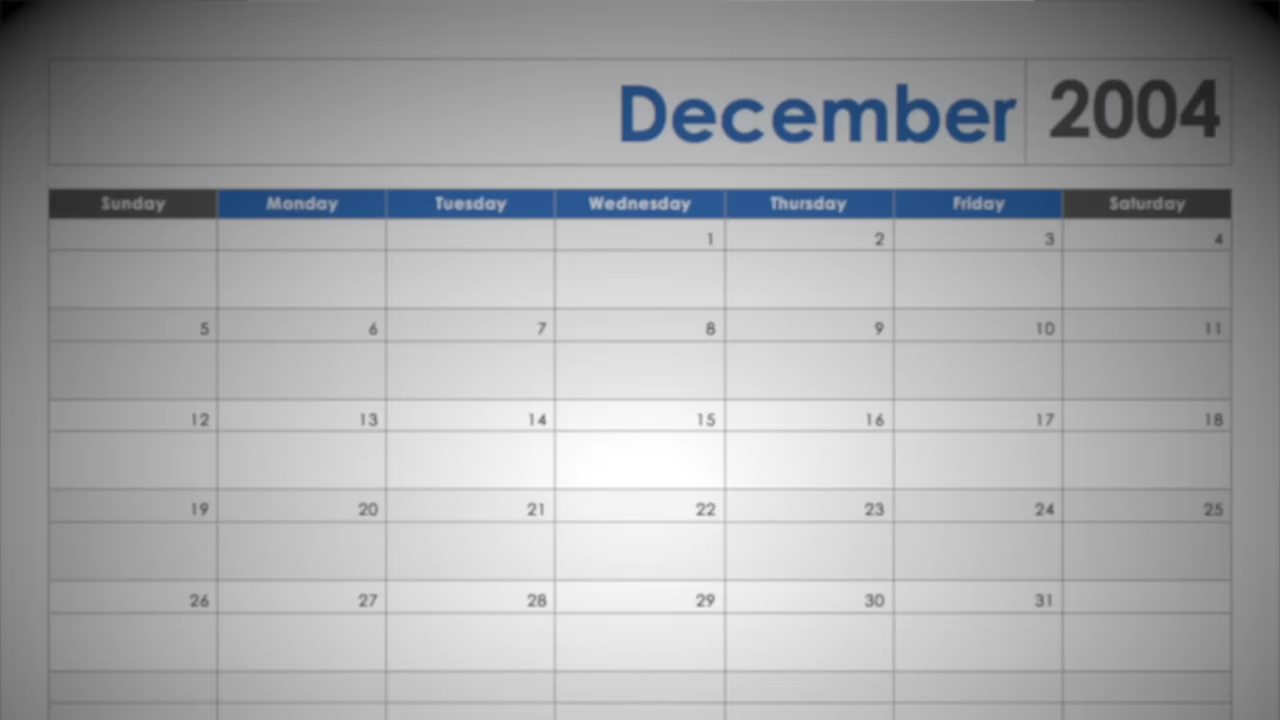 December 2004
Sunday Monday Tuesday Wednesday Thursday Friday Saturday
1 2 3 4
5 6 7 8 9 10 11
12 13 14 15 16 17 18
19 20 21 22 23 24 25
26 27 28 29 30 31